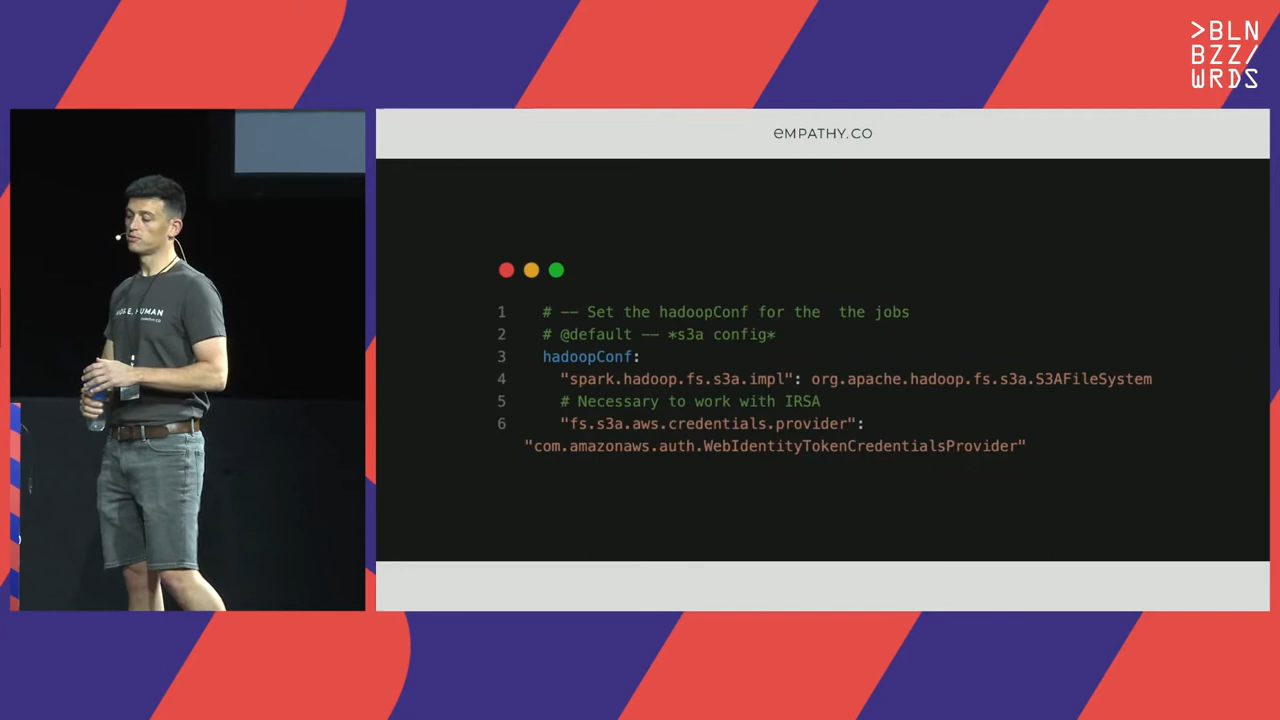 >BLN
BZZ/
WRDS
EMPATHY.CO
1 # -- Set the hadoopConf for the  the jobs
2 # @default -- *s3a config*
3 hadoopConf:
4 "spark.hadoop.fs.s3a.impl": org.apache.hadoop.fs.s3a.S3AFileSystem
5 # Necessary to work with IRSA
6 "fs.s3a.aws.credentials.provider":
"com.amazonaws.auth.WebIdentityTokenCredentialsProvider"